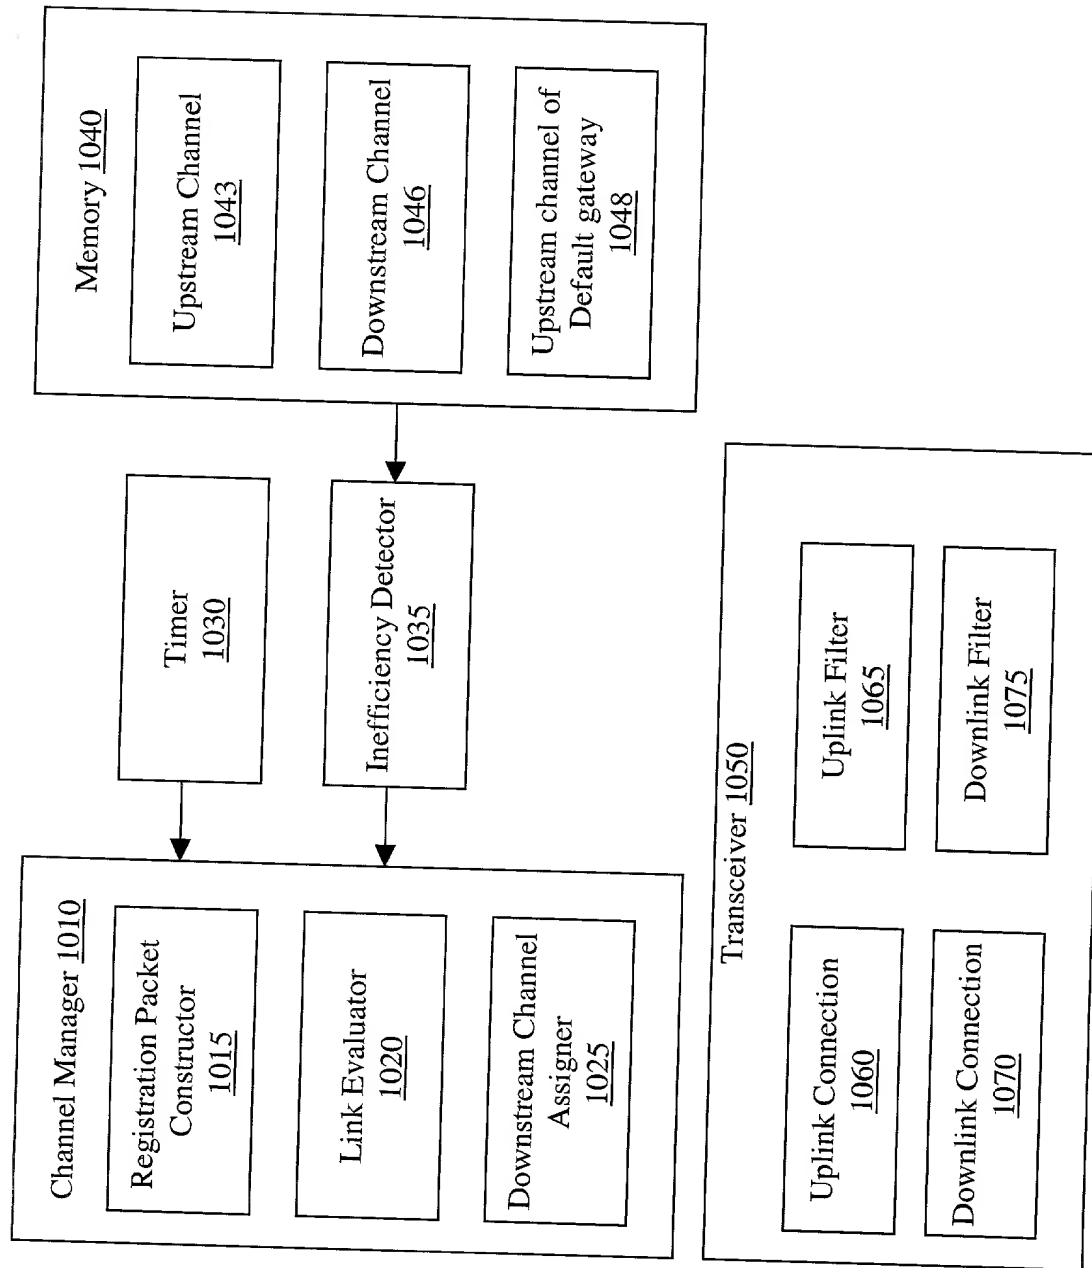 Channel Manager 1010
Registration Packet
Constructor
1015
Link Evaluator
1020
Downstream Channel
Assigner
1025
Timer
1030
Inefficiency Detector
1035
Memory 1040
Upstream Channel
1043
Downstream Channel
1046
Upstream channel of
Default gateway
1048
Transceiver 1050
Uplink Connection
1060
Uplink Filter
1065
Downlink Connection
1070
Downlink Filter
1075